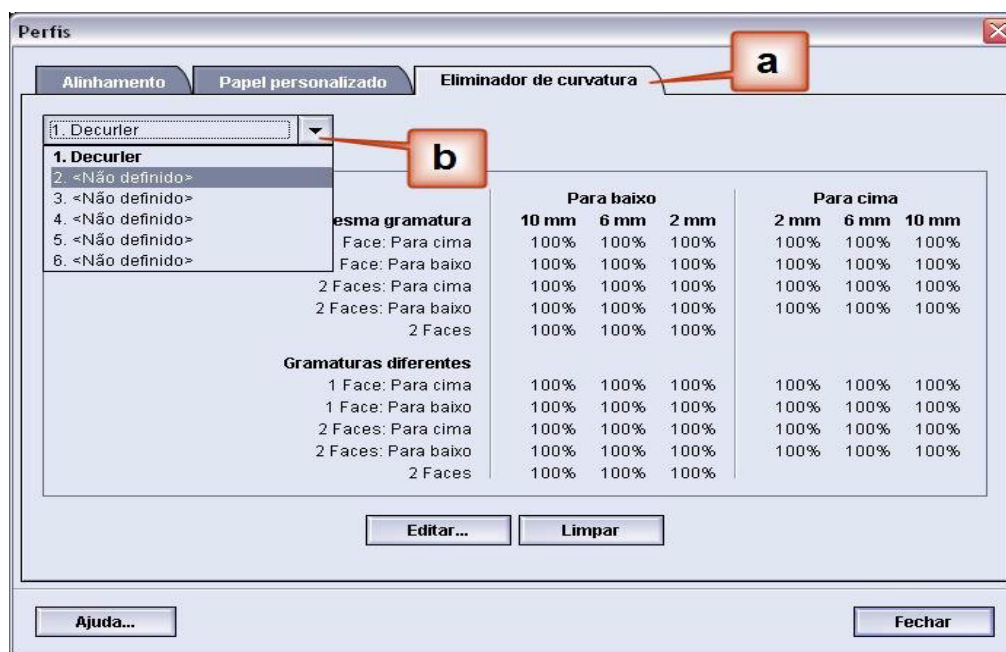 Perfis
a
Alinhamento Papel personalizado Eliminador de curvatura
1. Decurler
b
1. Decurler
2. <Não definido>
3. <Não definido>
4. <Não definido>
5. <Não definido>
6. <Não definido>
Para baixo Para cima
esma gramatura 10 mm 6 mm 2 mm 2 mm 6 mm 10 mm
Face: Para cima 100% 100% 100% 100% 100% 100%
Face: Para baixo 100% 100% 100% 100% 100% 100%
2 Faces: Para cima 100% 100% 100% 100% 100% 100%
2 Faces: Para baixo 100% 100% 100% 100% 100% 100%
2 Faces 100% 100% 100%
Gramaturas diferentes
1 Face: Para cima 100% 100% 100% 100% 100% 100%
1 Face: Para baixo 100% 100% 100% 100% 100% 100%
2 Faces: Para cima 100% 100% 100% 100% 100% 100%
2 Faces: Para baixo 100% 100% 100% 100% 100% 100%
2 Faces 100% 100% 100%
Editar... Limpar
Ajuda... Fechar